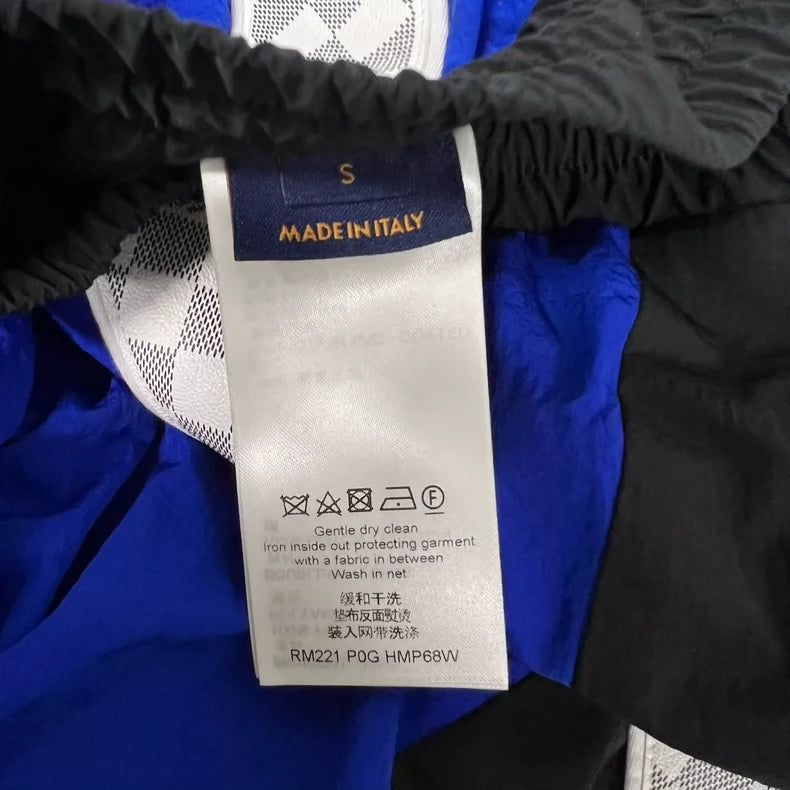 S
MADE IN ITALY
Gentle dry clean
Iron inside out protecting garment
with a fabric in between
Wash in net
缓和干洗
垫布反面熨烫
装入网带洗涤
RM221 P0G HMP68W